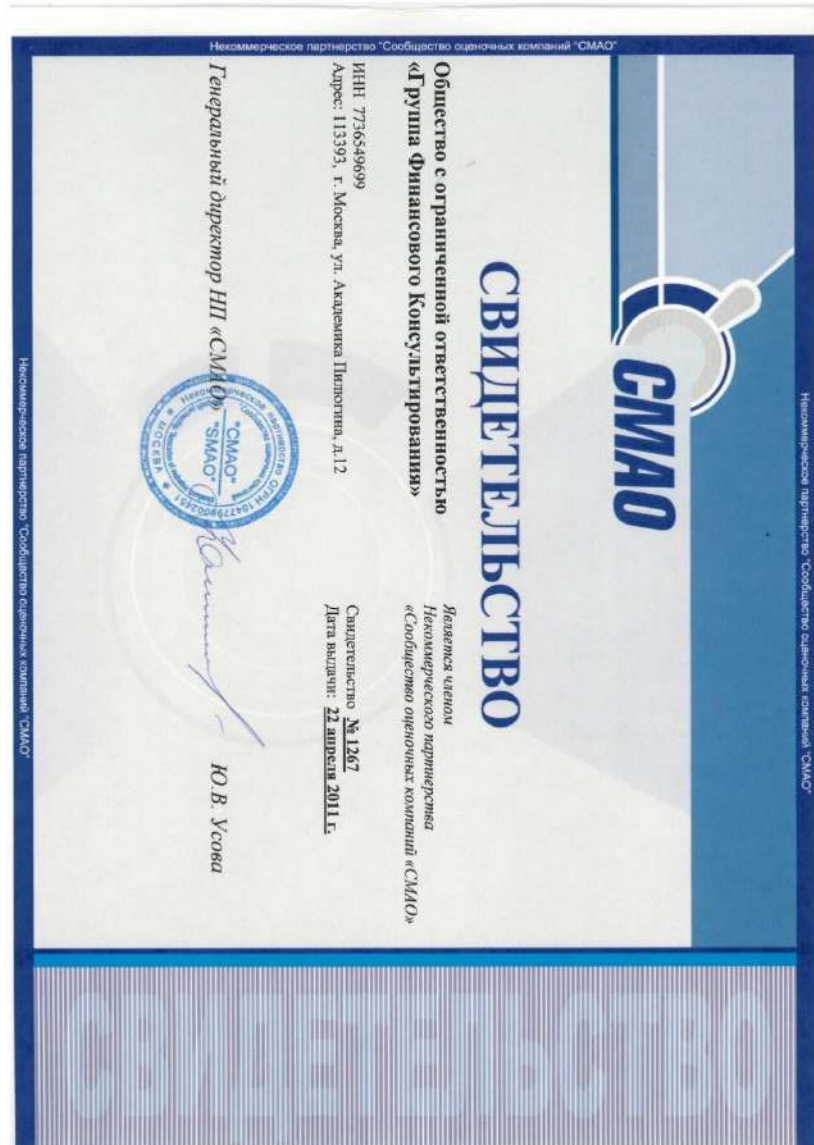 Некоммерческое партнерство "Сообщество оценочных компаний "СМАО"
СМАО
СВИДЕТЕЛЬСТВО
Общество с ограниченной ответственностью
«Группа Финансового Консультирования»
Является членом
Некоммерческого партнерства
«Сообщество оценочных компаний «СМАО»
ИНН 7736549699
Адрес: 113393, г. Москва, ул. Академика Пилюгина, д.12
Свидетельство № 1267
Дата выдачи: 22 апреля 2011 г.
Генеральный директор НП «СМАО»
Ю.В. Усова
"СМАО"
"SMAO"
МОСКВА
Некоммерческое партнерство "Сообщество оценочных компаний "СМАО"
Некоммерческое партнерство "Сообщество оценочных компаний "СМАО"
СВИДЕТЕЛЬСТВО